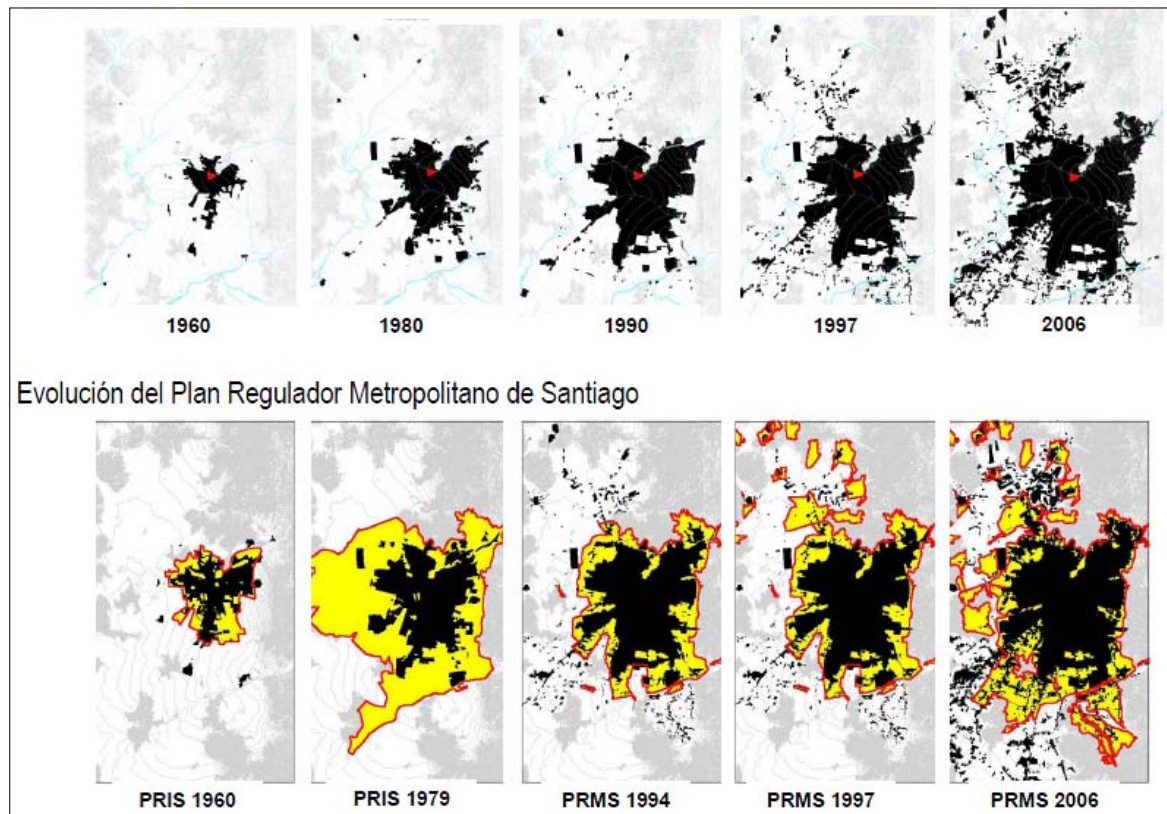 1960
1980
1990
1997
2006
Evolución del Plan Regulador Metropolitano de Santiago
PRIS 1960
PRIS 1979
PRMS 1994
PRMS 1997
PRMS 2006